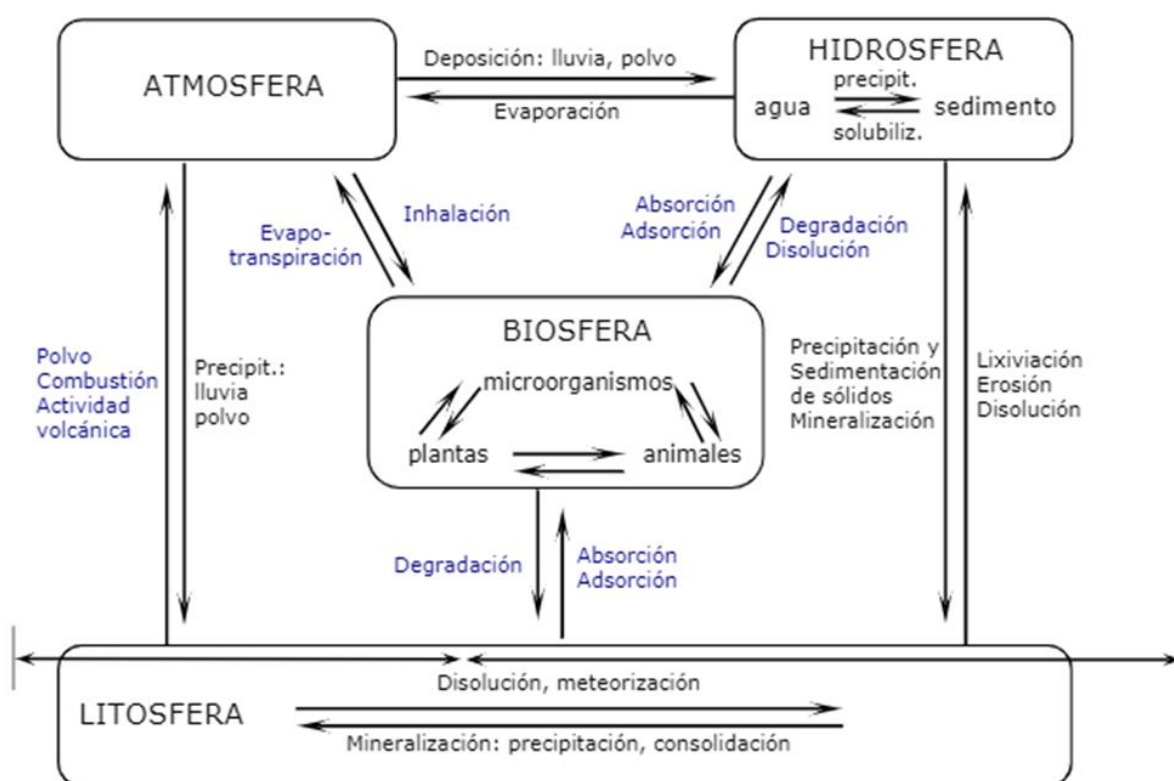 ATMOSFERA
Deposición: lluvia, polvo
Evaporación
HIDROSFERA
precipit.
agua
sedimento
solubiliz.
Inhalación
Evapo-
transpiración
Absorción
Adsorción
Degradación
Disolución
BIOSFERA
microorganismos
plantas
animales
Polvo
Combustión
Actividad
volcánica
Precipit.:
lluvia
polvo
Precipitación y
Sedimentación
de sólidos
Mineralización
Lixiviación
Erosión
Disolución
Degradación
Absorción
Adsorción
Disolución, meteorización
LITOSFERA
Mineralización: precipitación, consolidación